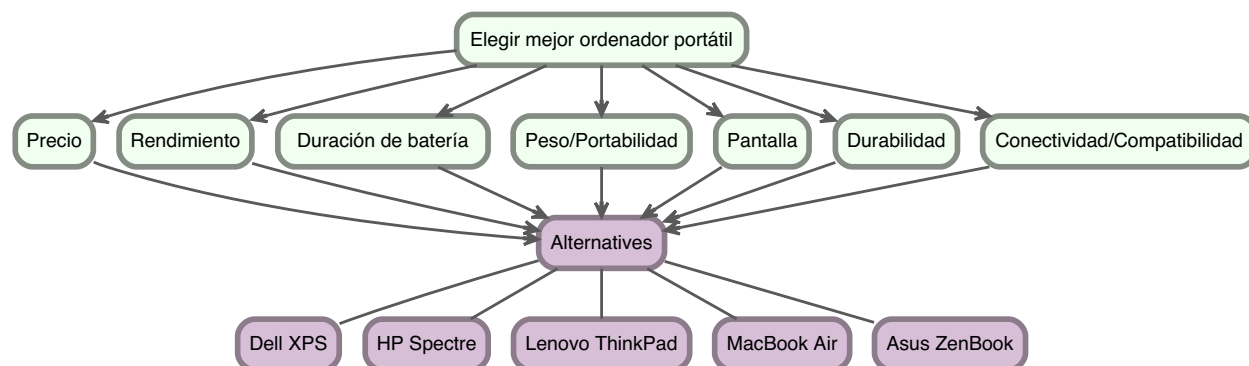 Elegir mejor ordenador portátil
Precio
Rendimiento
Duración de batería
Peso/Portabilidad
Pantalla
Durabilidad
Conectividad/Compatibilidad
Alternatives
Dell XPS
HP Spectre
Lenovo ThinkPad
MacBook Air
Asus ZenBook